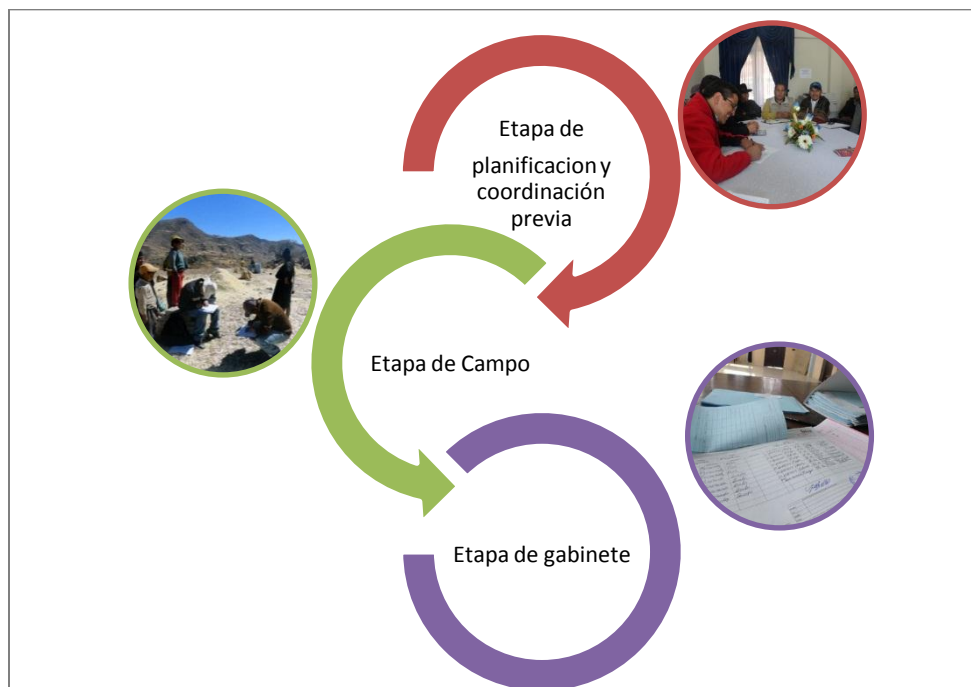 Etapa de
planificacion y
coordinación
previa
Etapa de Campo
Etapa de gabinete